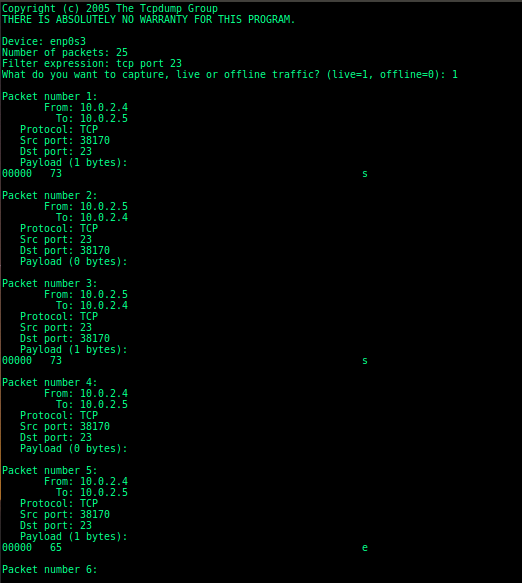 Copyright (c) 2005 The Tcpdump Group
THERE IS ABSOLUTELY NO WARRANTY FOR THIS PROGRAM.

Device: enp0s3
Number of packets: 25
Filter expression: tcp port 23
What do you want to capture, live or offline traffic? (live=1, offline=0): 1

Packet number 1:
       From: 10.0.2.4
         To: 10.0.2.5
   Protocol: TCP
   Src port: 38170
   Dst port: 23
   Payload (1 bytes):
00000   73                                                  s

Packet number 2:
       From: 10.0.2.5
         To: 10.0.2.4
   Protocol: TCP
   Src port: 23
   Dst port: 38170
   Payload (0 bytes):

Packet number 3:
       From: 10.0.2.5
         To: 10.0.2.4
   Protocol: TCP
   Src port: 23
   Dst port: 38170
   Payload (1 bytes):
00000   73                                                  s

Packet number 4:
       From: 10.0.2.4
         To: 10.0.2.5
   Protocol: TCP
   Src port: 38170
   Dst port: 23
   Payload (0 bytes):

Packet number 5:
       From: 10.0.2.4
         To: 10.0.2.5
   Protocol: TCP
   Src port: 38170
   Dst port: 23
   Payload (1 bytes):
00000   65                                                  e

Packet number 6: